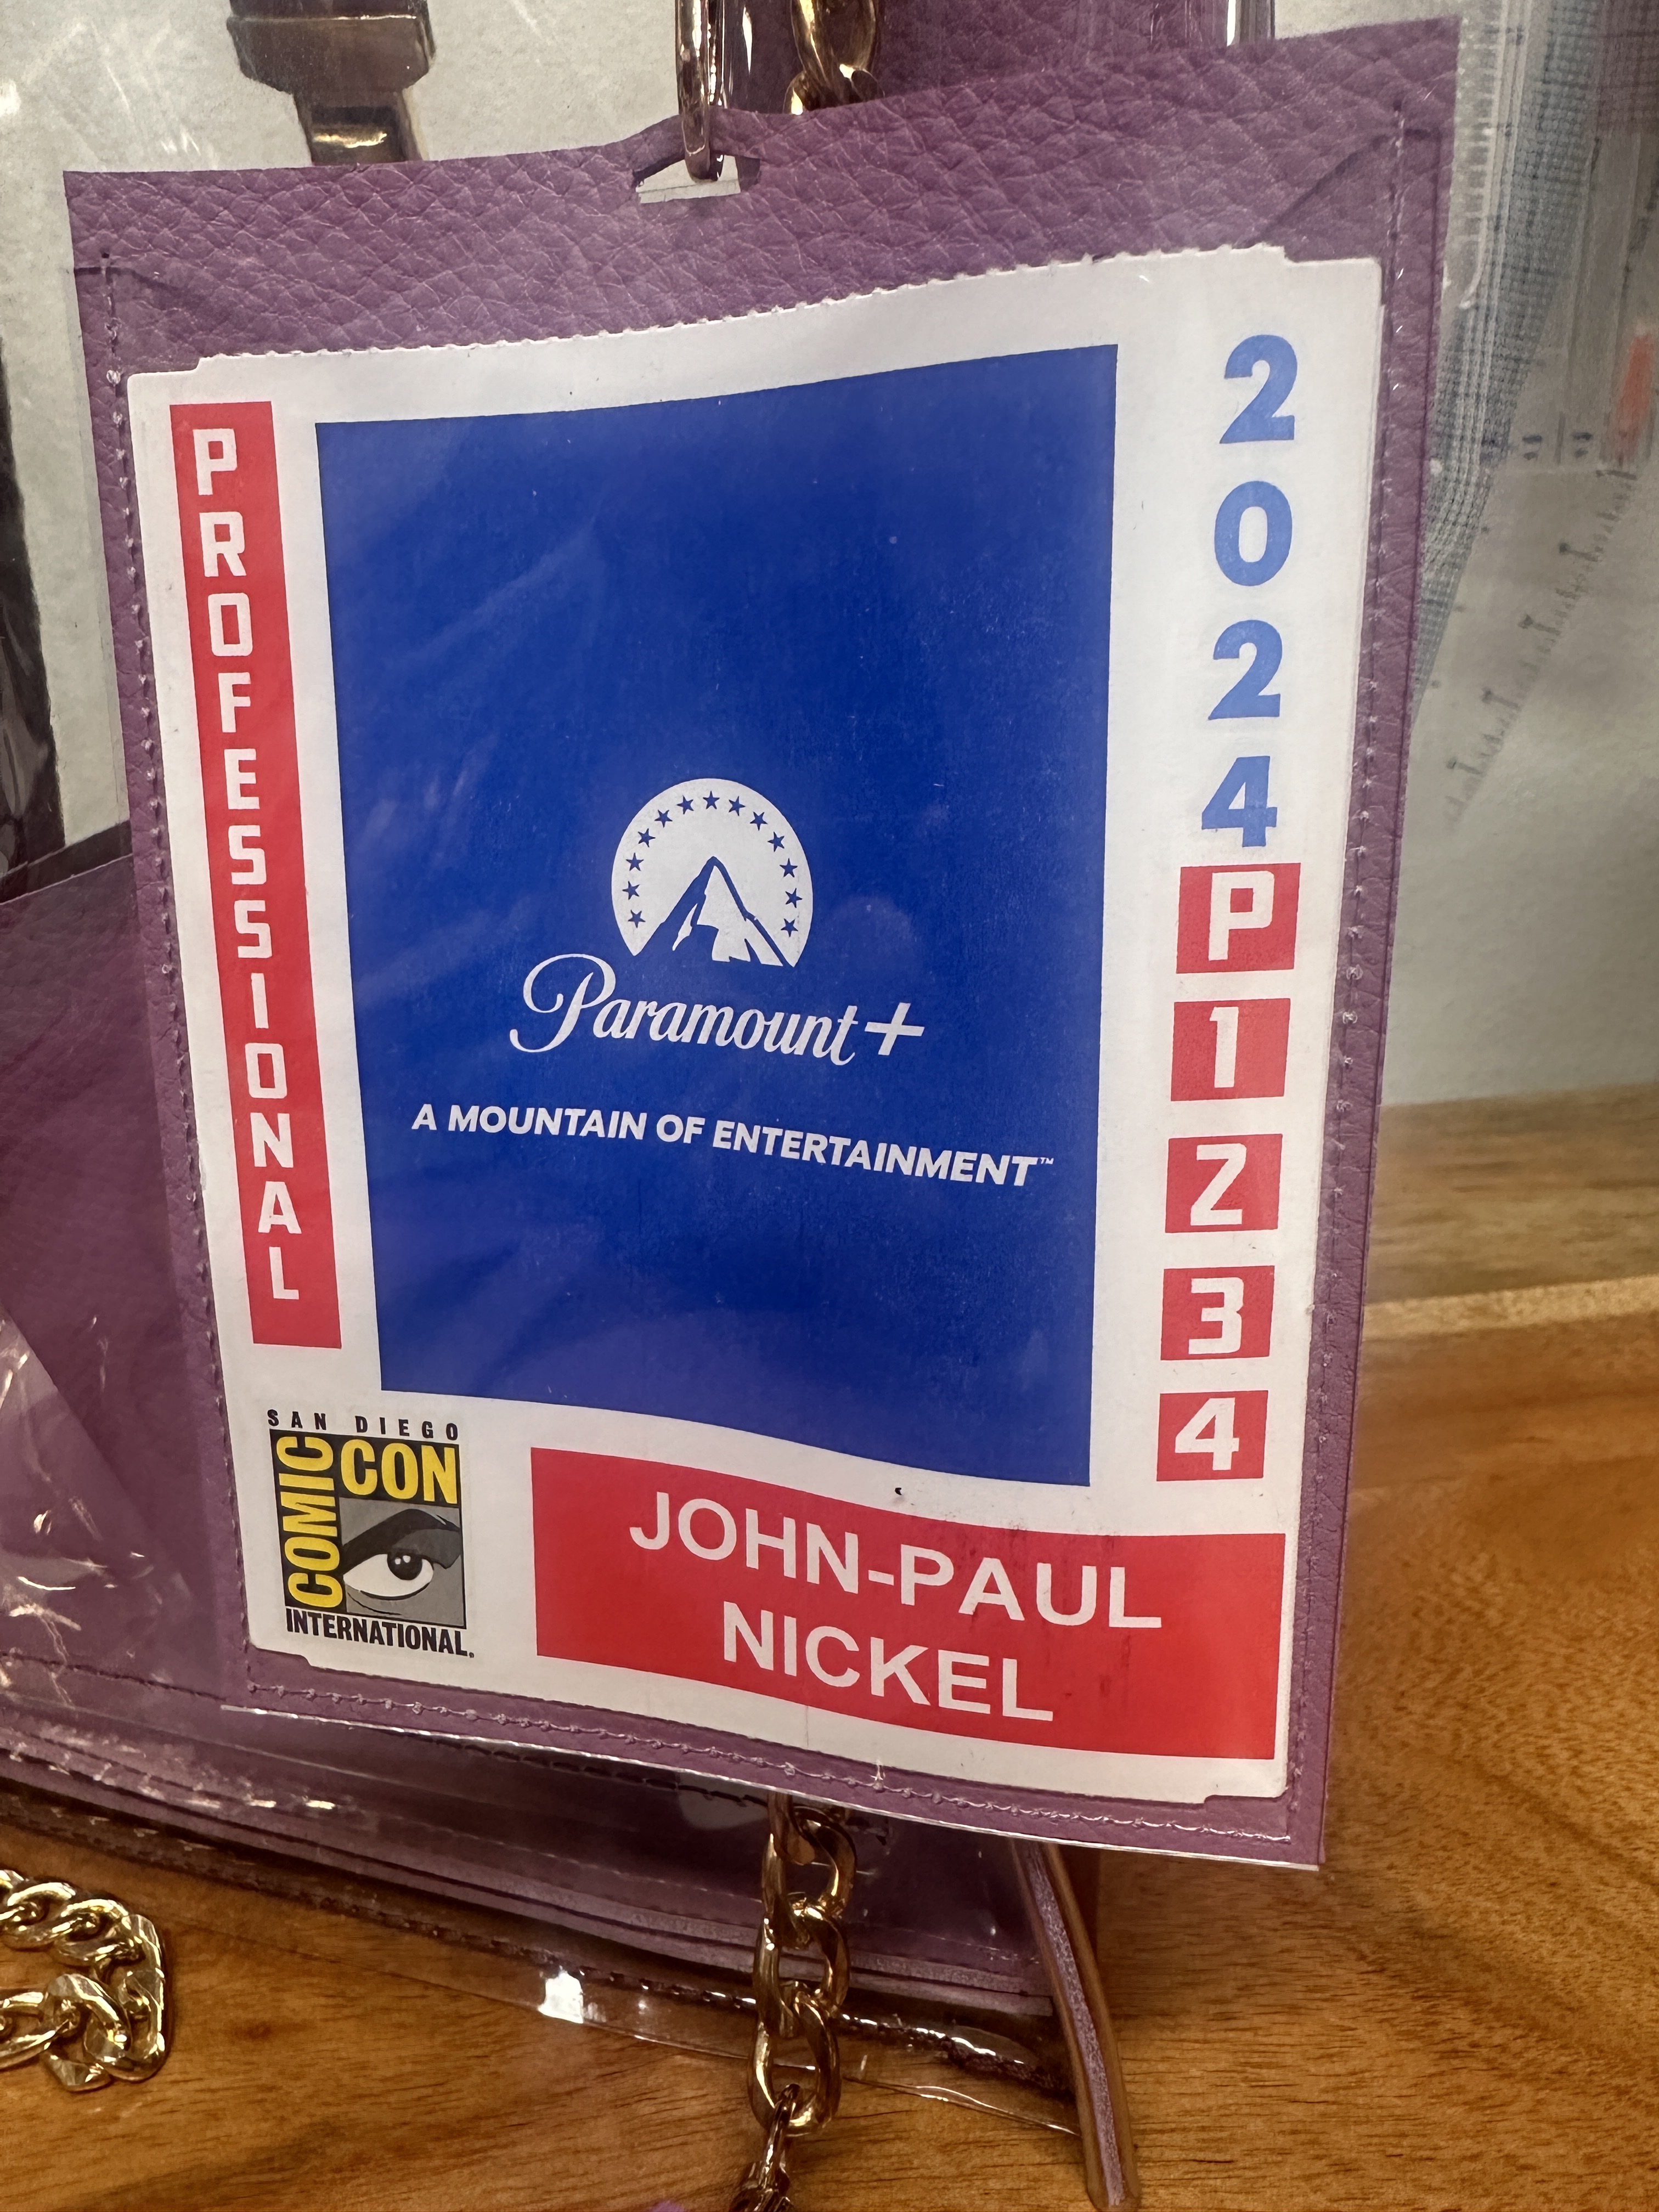 PROFESSIONAL
2024
P
1
2
3
4
Paramount+
A MOUNTAIN OF ENTERTAINMENT™
SAN DIEGO
COMIC CON
INTERNATIONAL®
JOHN-PAUL
NICKEL